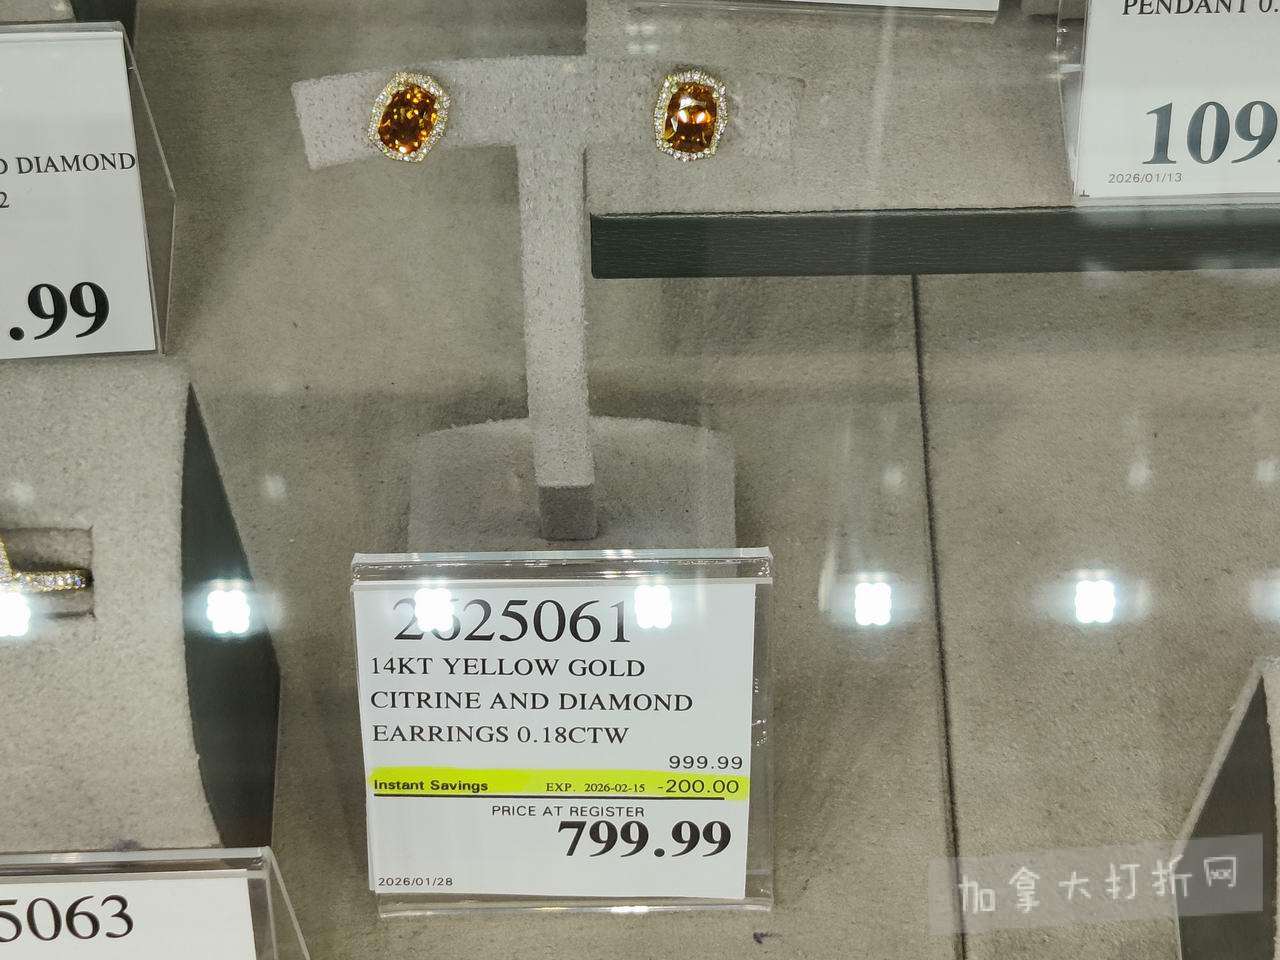 PENDANT 0.
109
2026/01/13
D DIAMOND
2
.99
2625061
14KT YELLOW GOLD
CITRINE AND DIAMOND
EARRINGS 0.18CTW
999.99
Instant Savings EXP. 2026-02-15 -200.00
PRICE AT REGISTER
799.99
2026/01/28
5063
加拿大打折网